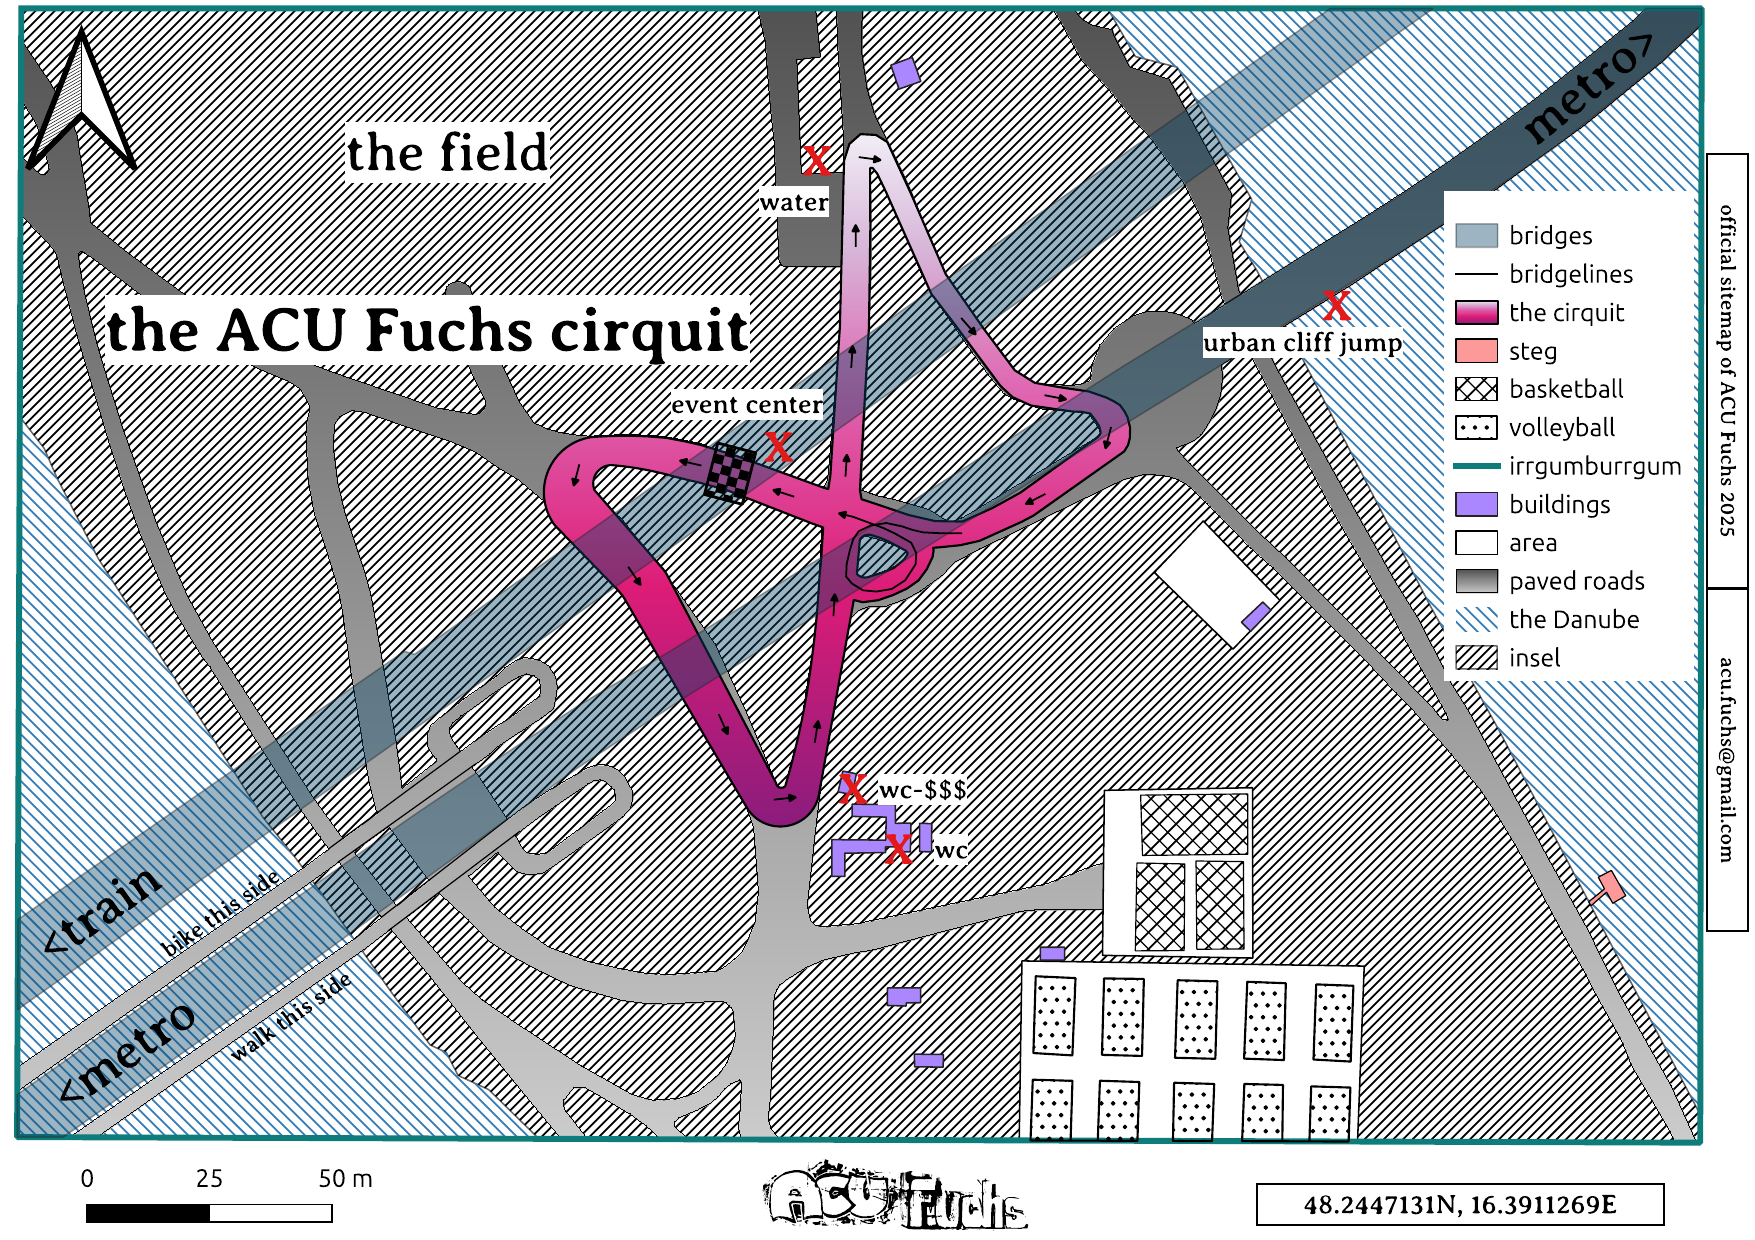 the field
metro>
water
the ACU Fuchs cirquit
urban cliff jump
event center
bridges
bridgelines
the cirquit
steg
basketball
volleyball
irrgumburrgum
buildings
area
paved roads
the Danube
insel
official sitemap of ACU Fuchs 2025
acu.fuchs@gmail.com
wc-$$$
wc
<train
bike this side
<metro
walk this side
0 25 50 m
ACU Fuchs
48.2447131N, 16.3911269E
X
X
X
X
X